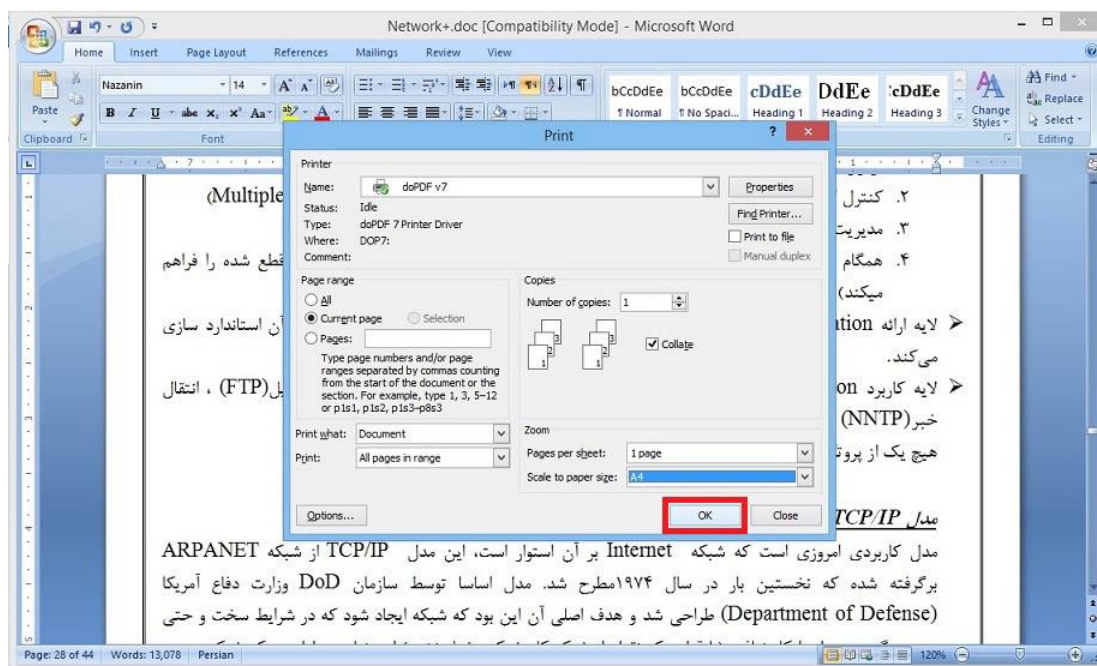 Network+.doc [Compatibility Mode] - Microsoft Word
Home Insert Page Layout References Mailings Review View
Nazanin 14
Paste
B I U abc x, x² Aa A
Clipboard Font
bCcDdEe bCcDdEe cDdEe DdEe cDdEe
¶ Normal ¶ No Spaci... Heading 1 Heading 2 Heading 3
Change Styles
Find
Replace
Select
Editing
Print
Printer
Name: doPDF v7 Properties
Status: Idle Find Printer...
Type: doPDF 7 Printer Driver
Where: DOP7: Print to file
Comment: Manual duplex
Page range
All
Current page Selection
Pages:
Type page numbers and/or page
ranges separated by commas counting
from the start of the document or the
section. For example, type 1, 3, 5–12
or p1s1, p1s2, p1s3–p8s3
Copies
Number of copies: 1
Collate
Print what: Document
Print: All pages in range
Zoom
Pages per sheet: 1 page
Scale to paper size: A4
Options... OK Close
۲. کنترل
(Multiple
۳. مدیریت
۴. همگام
قطع شده را فراهم
میکند)
لایه ارائه ation
آن استاندارد سازی
می کند.
لایه کاربرد on
یل(FTP) ، انتقال
خبر(NNTP)
هیچ یک از پروتا
مدل TCP/IP
مدل کاربردی امروزی است که شبکه Internet بر آن استوار است، این مدل TCP/IP از شبکه ARPANET
برگرفته شده که نخستین بار در سال ۱۹۷۴مطرح شد. مدل اساسا توسط سازمان DoD وزارت دفاع آمریکا
(Department of Defense) طراحی شد و هدف اصلی آن این بود که شبکه ایجاد شود که در شرایط سخت و حتی
Page: 28 of 44 Words: 13,078 Persian 120%